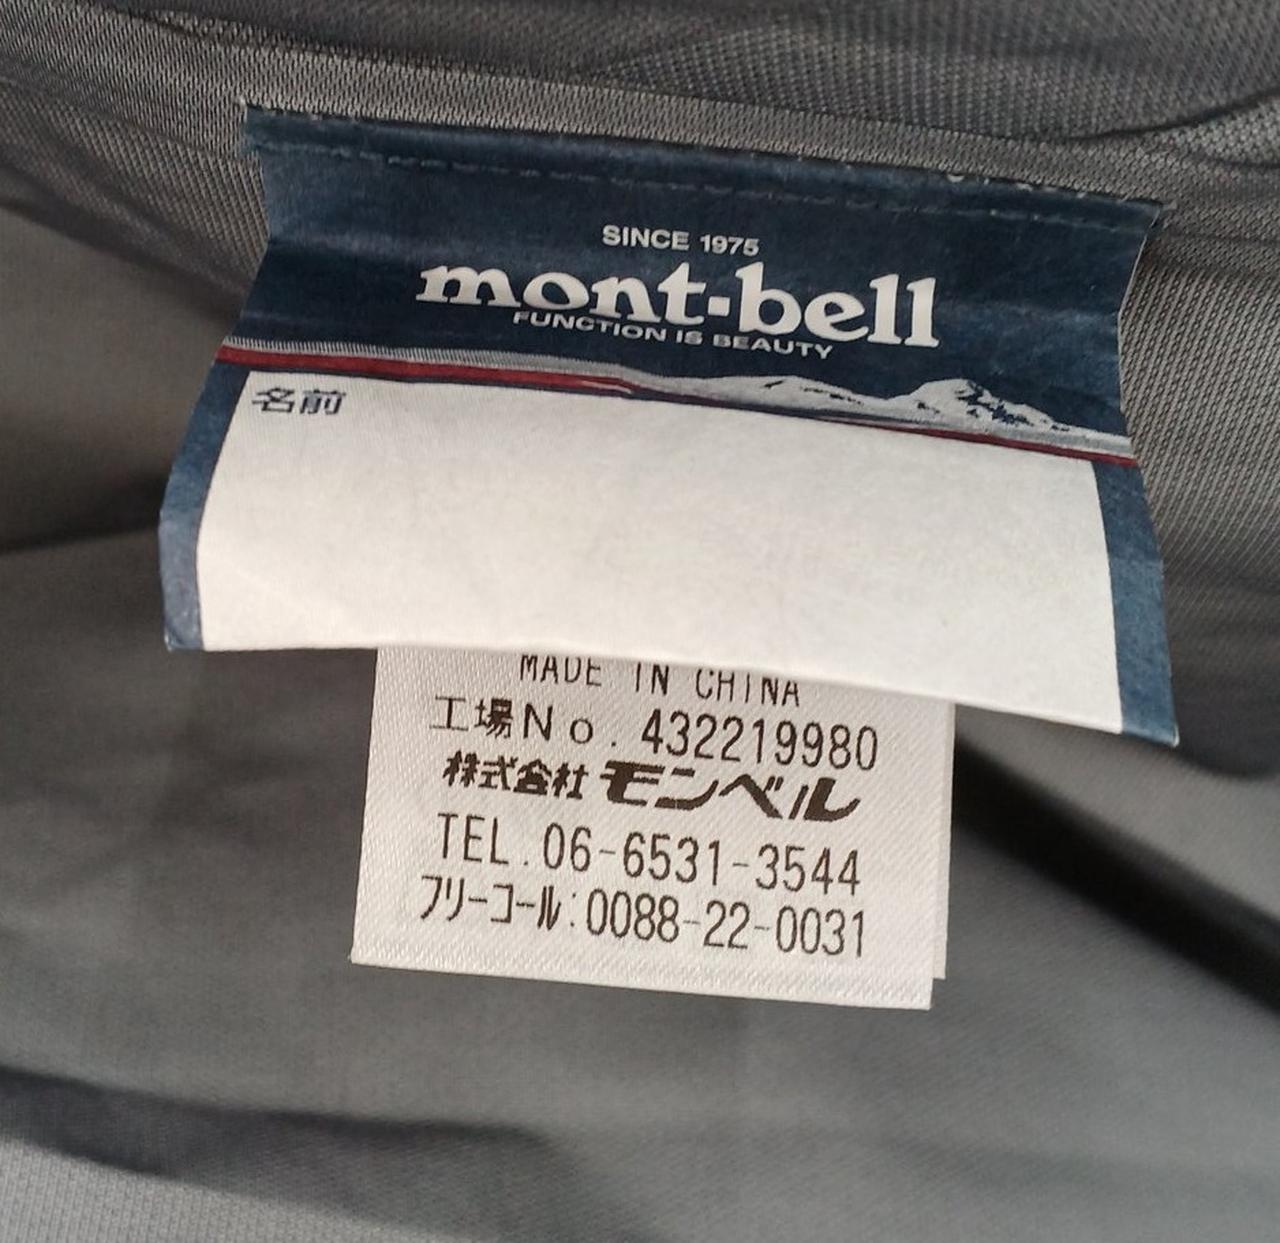 SINCE 1975
mont-bell
FUNCTION IS BEAUTY
名前
MADE IN CHINA
工場No. 432219980
株式会社モンベル
TEL.06-6531-3544
フリーコール:0088-22-0031